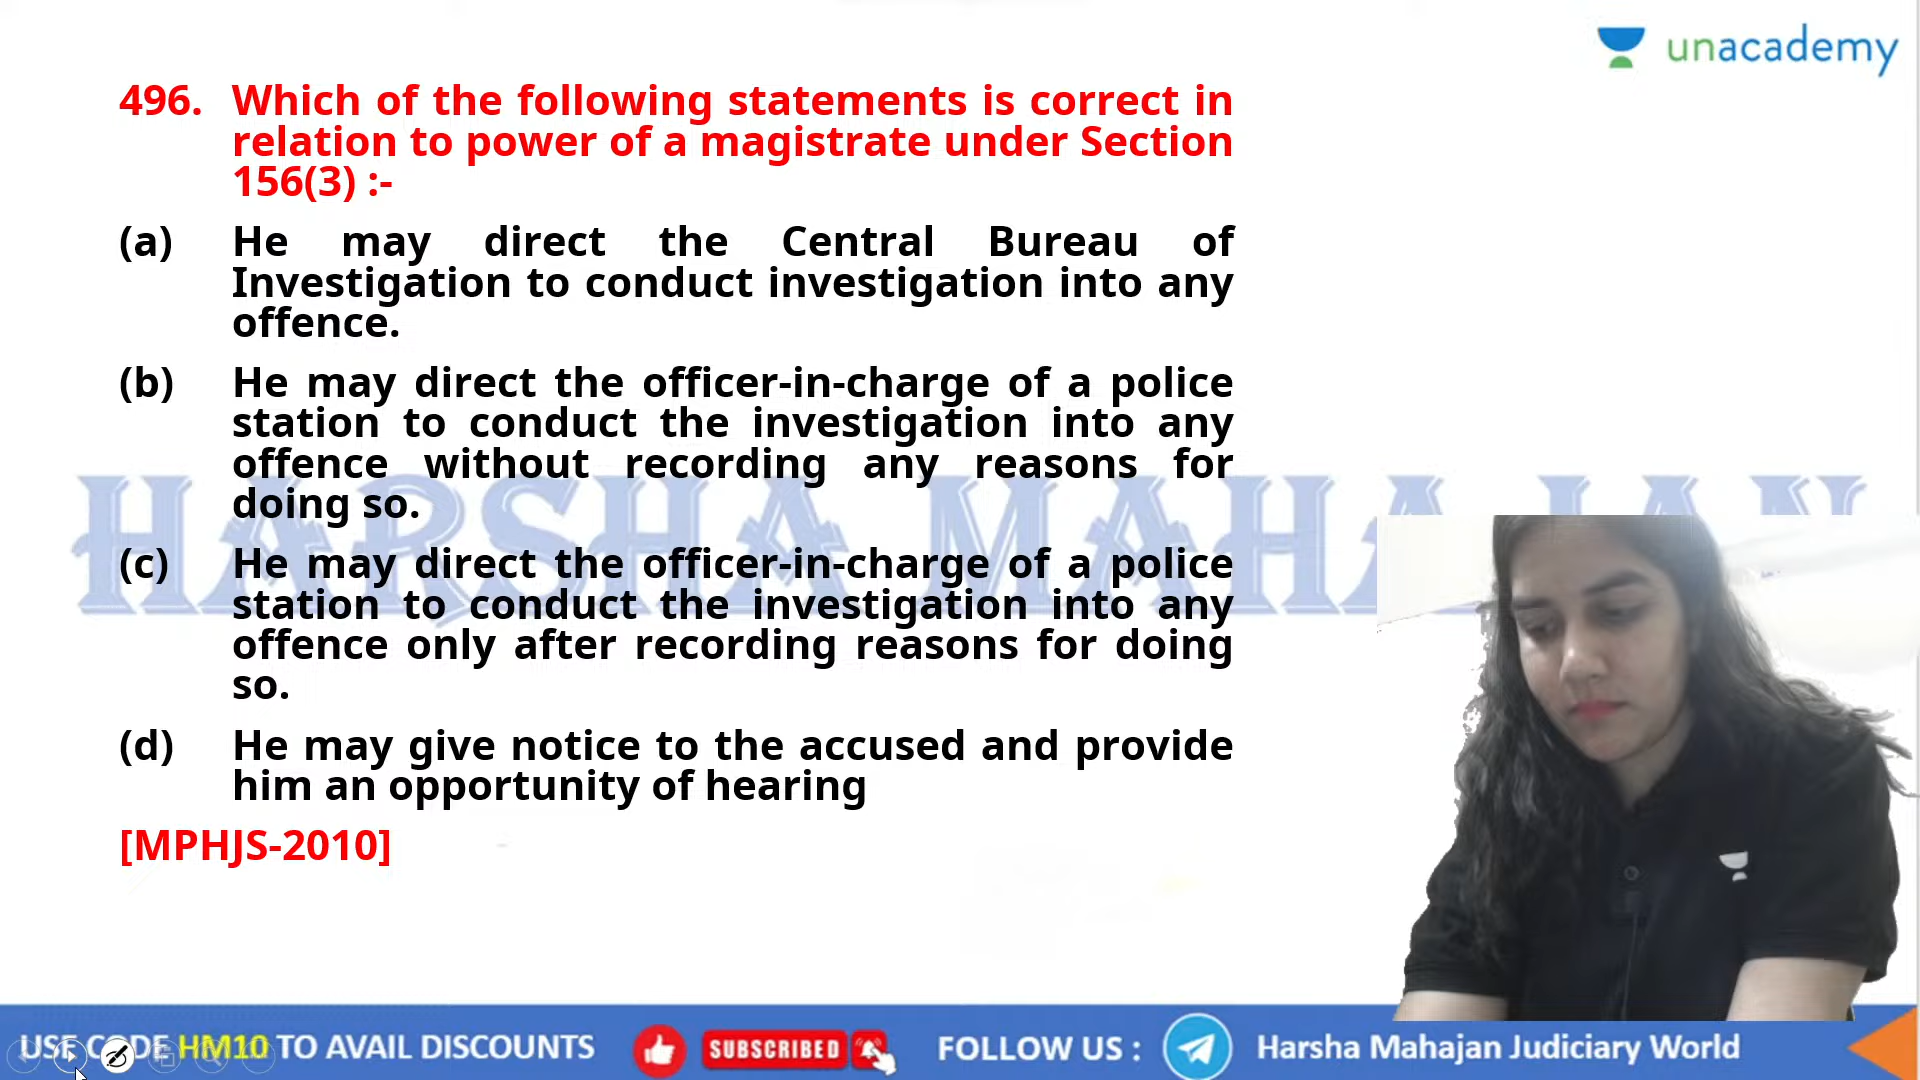 unacademy
496. Which of the following statements is correct in
relation to power of a magistrate under Section
156(3) :-
(a) He may direct the Central Bureau of
Investigation to conduct investigation into any
offence.
(b) He may direct the officer-in-charge of a police
station to conduct the investigation into any
offence without recording any reasons for
doing so.
(c) He may direct the officer-in-charge of a police
station to conduct the investigation into any
offence only after recording reasons for doing
so.
(d) He may give notice to the accused and provide
him an opportunity of hearing
[MPHJS-2010]
HARSHA MAHAJAN
USE CODE HM10 TO AVAIL DISCOUNTS
SUBSCRIBED
FOLLOW US :
Harsha Mahajan Judiciary World